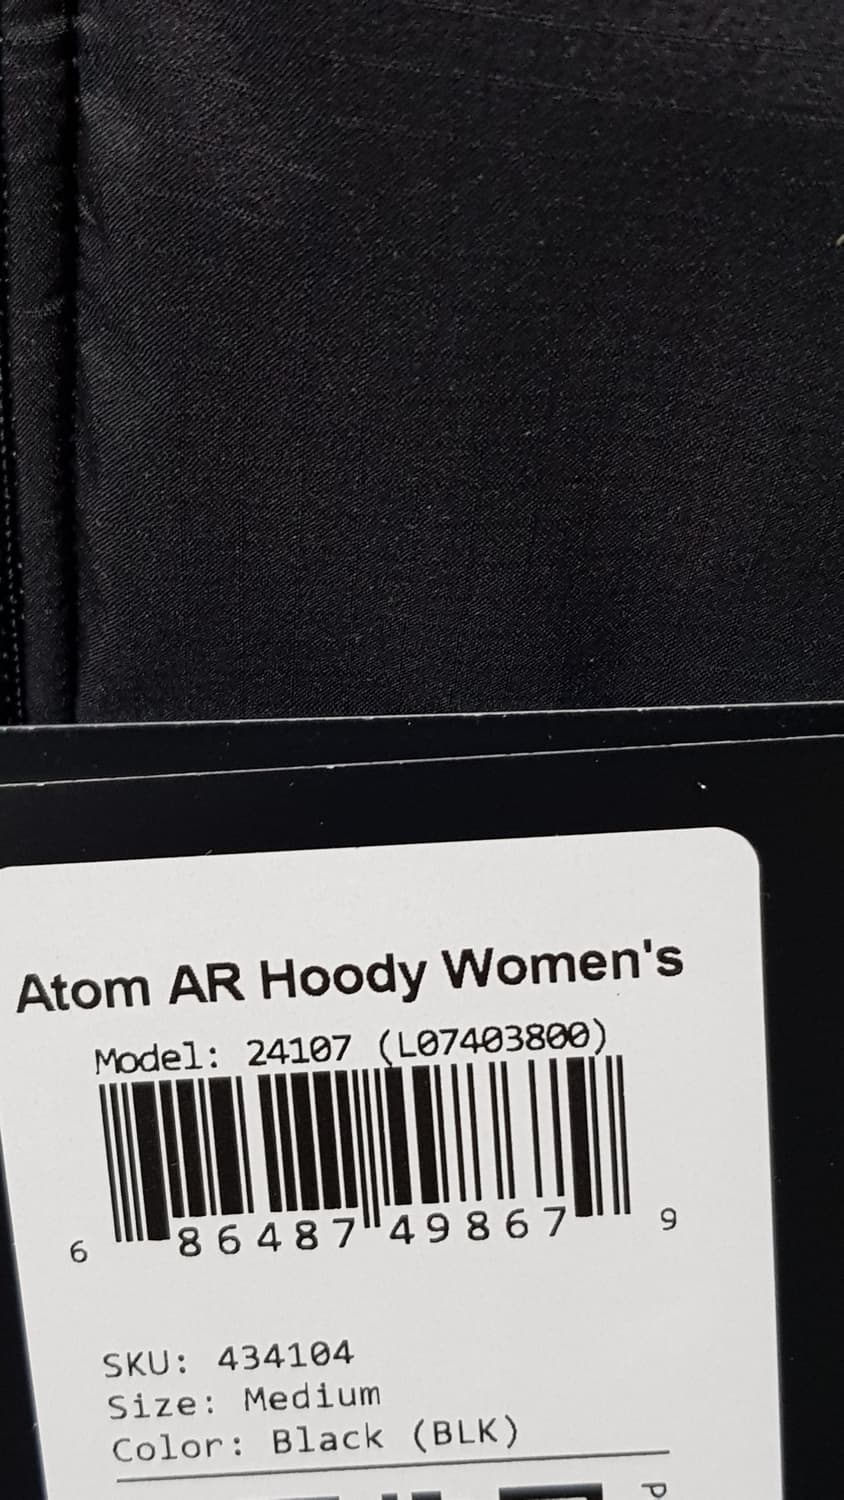 Atom AR Hoody Women's
Model: 24107 (L07403800)
6 86487 49867 9
SKU: 434104
Size: Medium
Color: Black (BLK)